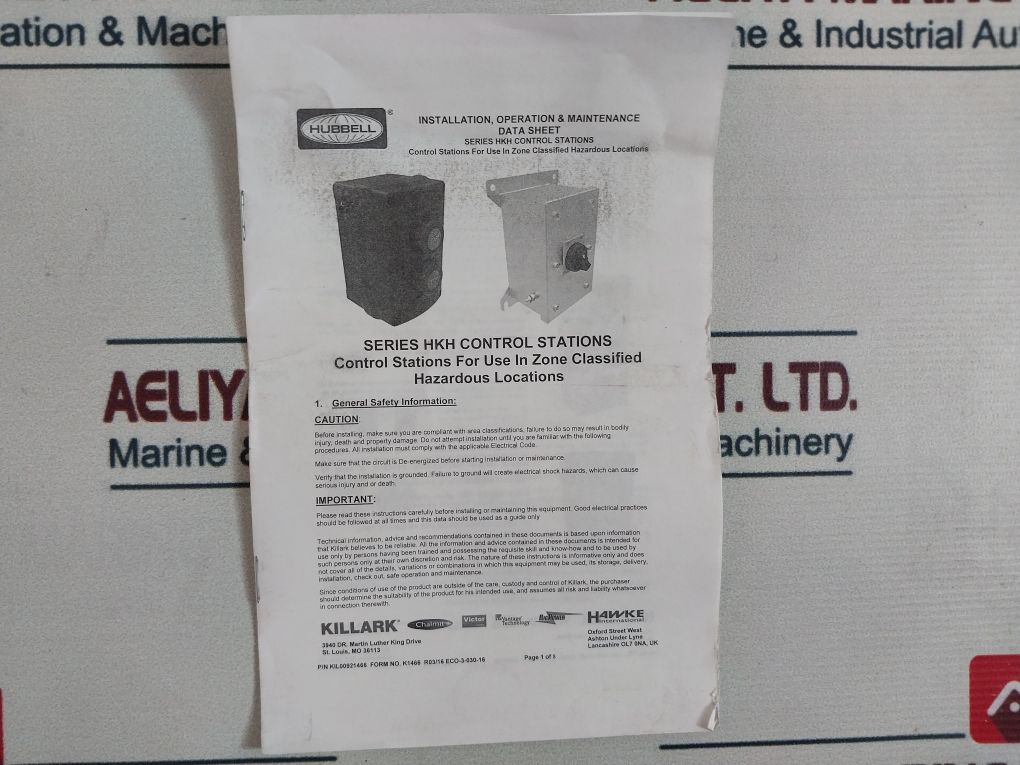 ation & Mach
ne & Industrial Au
HUBBELL ®
INSTALLATION, OPERATION & MAINTENANCE
DATA SHEET
SERIES HKH CONTROL STATIONS
Control Stations For Use In Zone Classified Hazardous Locations
SERIES HKH CONTROL STATIONS
Control Stations For Use In Zone Classified
Hazardous Locations
AELIYA
T. LTD.
Marine &
achinery
1. General Safety Information:
CAUTION:
Before installing, make sure you are compliant with area classifications, failure to do so may result in bodily
injury, death and property damage. Do not attempt installation until you are familiar with the following
procedures. All installation must comply with the applicable Electrical Code.
Make sure that the circuit is De-energized before starting installation or maintenance.
Verify that the installation is grounded. Failure to ground will create electrical shock hazards, which can cause
serious injury and or death.
IMPORTANT:
Please read these instructions carefully before installing or maintaining this equipment. Good electrical practices
should be followed at all times and this data should be used as a guide only
Technical information, advice and recommendations contained in these documents is based upon information
that Killark believes to be reliable. All the information and advice contained in these documents is intended for
use only by persons having been trained and possessing the requisite skill and know-how and to be used by
such persons only at their own discretion and risk. The nature of these instructions is informative only and does
not cover all of the details, variations or combinations in which this equipment may be used, its storage, delivery,
installation, check out, safe operation and maintenance.
Since conditions of use of the product are outside of the care, custody and control of Killark, the purchaser
should determine the suitability of the product for his intended use, and assumes all risk and liability whatsoever
in connection therewith.
KILLARK® Chalmit Victor Vantage Technology HAWKE International
3940 DR. Martin Luther King Drive
St. Louis, MO 36113
Oxford Street West
Ashton Under Lyne
Lancashire OL7 0NA, UK
P/N KIL00921466 FORM NO. K1466 R03/16 ECO-3-030-16
Page 1 of 8